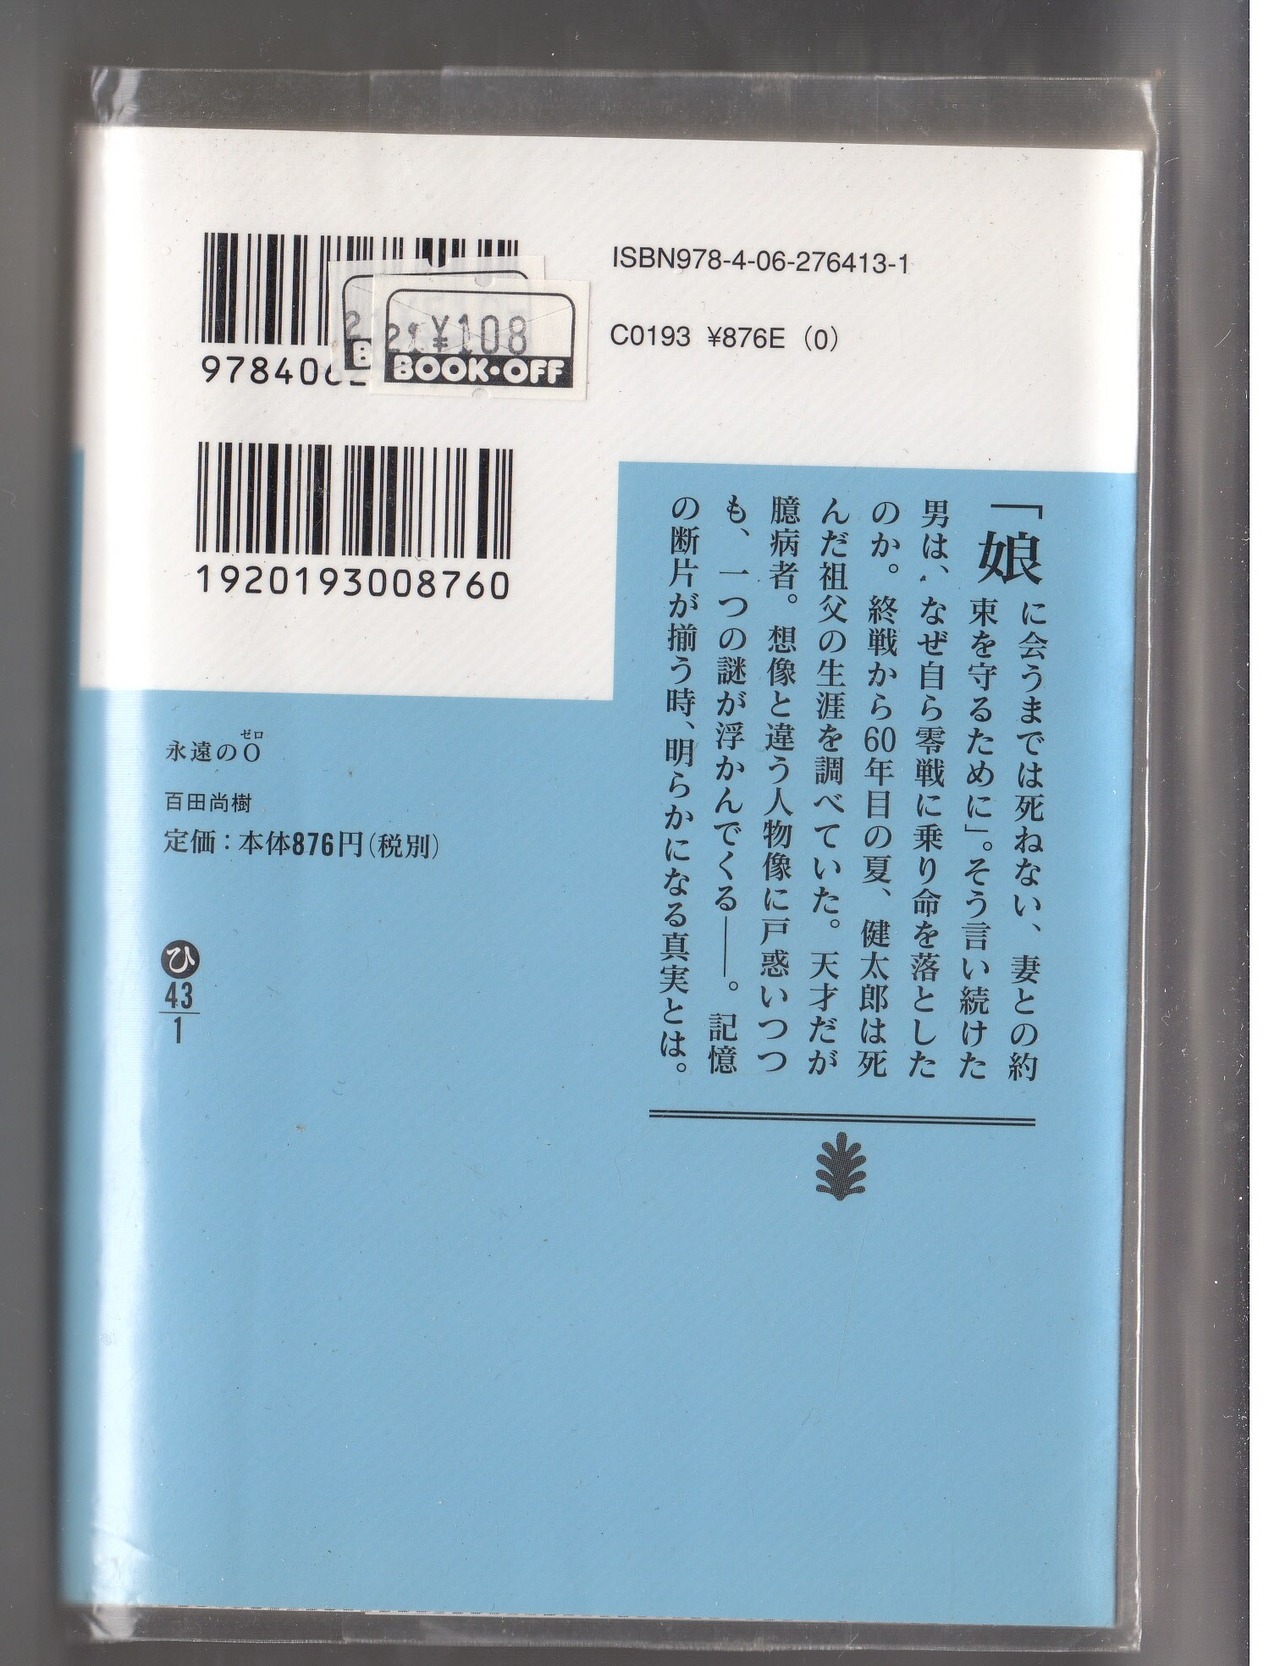 ISBN978-4-06-276413-1
C0193 ¥876E (0)
¥108
BOOK・OFF
1920193008760
「娘に会うまでは死ねない、妻との約
束を守るために」。そう言い続けた
男は、なぜ自ら零戦に乗り命を落とした
のか。終戦から60年目の夏、健太郎は死
んだ祖父の生涯を調べていた。天才だが
臆病者。想像と違う人物像に戸惑いつつ
も、一つの謎が浮かんでくる――。記憶
の断片が揃う時、明らかになる真実とは。
ゼロ
永遠の0
百田尚樹
定価:本体876円(税別)
ひ
43
1